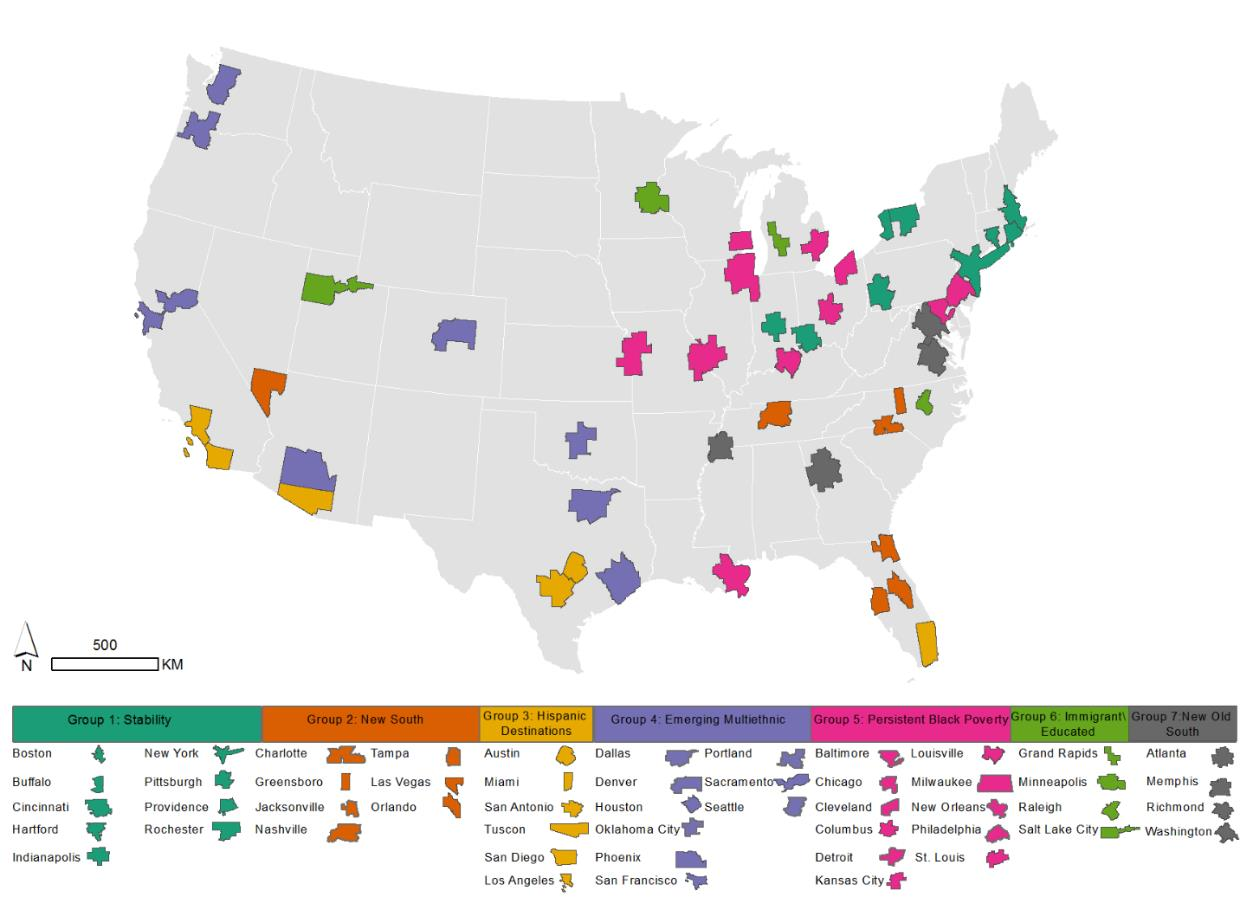 500
N
KM
Group 1: Stability
Group 2: New South
Group 3: Hispanic
Destinations
Group 4: Emerging Multiethnic
Group 5: Persistent Black Poverty
Group 6: Immigrant\
Educated
Group 7:New Old
South
Boston New York Charlotte Tampa Austin Dallas Portland Baltimore Louisville Grand Rapids Atlanta
Buffalo Pittsburgh Greensboro Las Vegas Miami Denver Sacramento Chicago Milwaukee Minneapolis Memphis
Cincinnati Providence Jacksonville Orlando San Antonio Houston Seattle Cleveland New Orleans Raleigh Richmond
Hartford Rochester Nashville Tuscon Oklahoma City Columbus Philadelphia Salt Lake City Washington
Indianapolis San Diego Phoenix Detroit St. Louis
Los Angeles San Francisco Kansas City